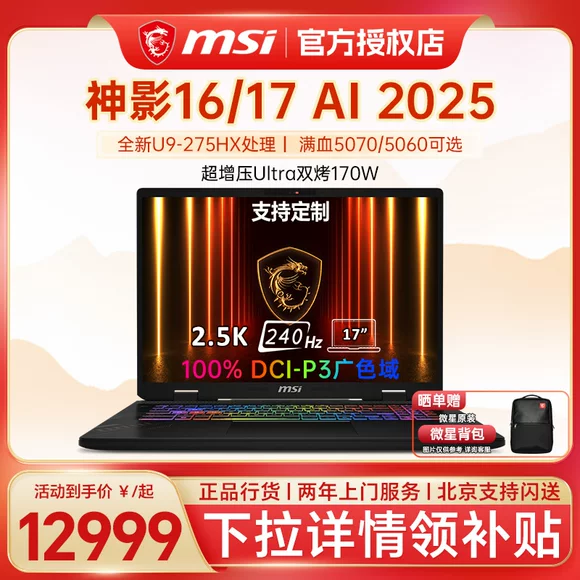 msi 官方授权店
神影16/17 AI 2025
全新U9-275HX处理丨 满血5070/5060可选
超增压Ultra双烤170W
支持定制
2.5K 240Hz 17”
100% DCI-P3广色域
msi
晒单赠
微星原装
微星背包
图片仅供参考,详询客服
活动到手价 ¥/起
12999
正品行货 | 两年上门服务 | 北京支持闪送
下拉详情领补贴